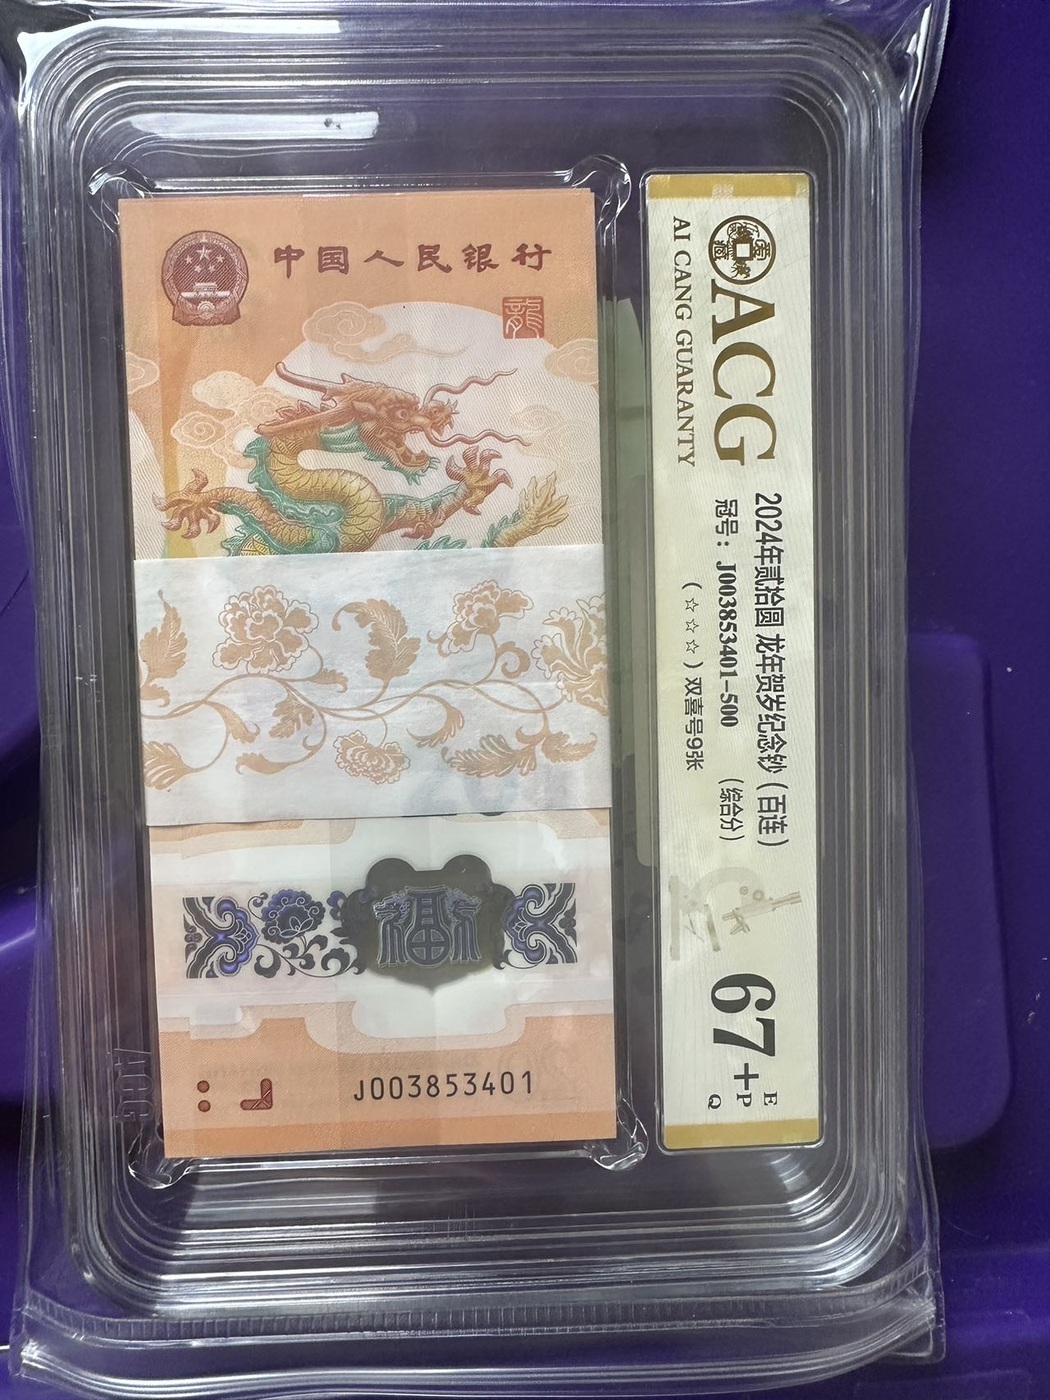 中国人民银行
龍
福
J003853401
ACG
AI CANG GUARANTY
2024年贰拾圆 龙年贺岁纪念钞（百连）
冠号：J003853401-500 （综合分）
（☆☆☆）双喜号9张
67+
E
P
Q
ACG